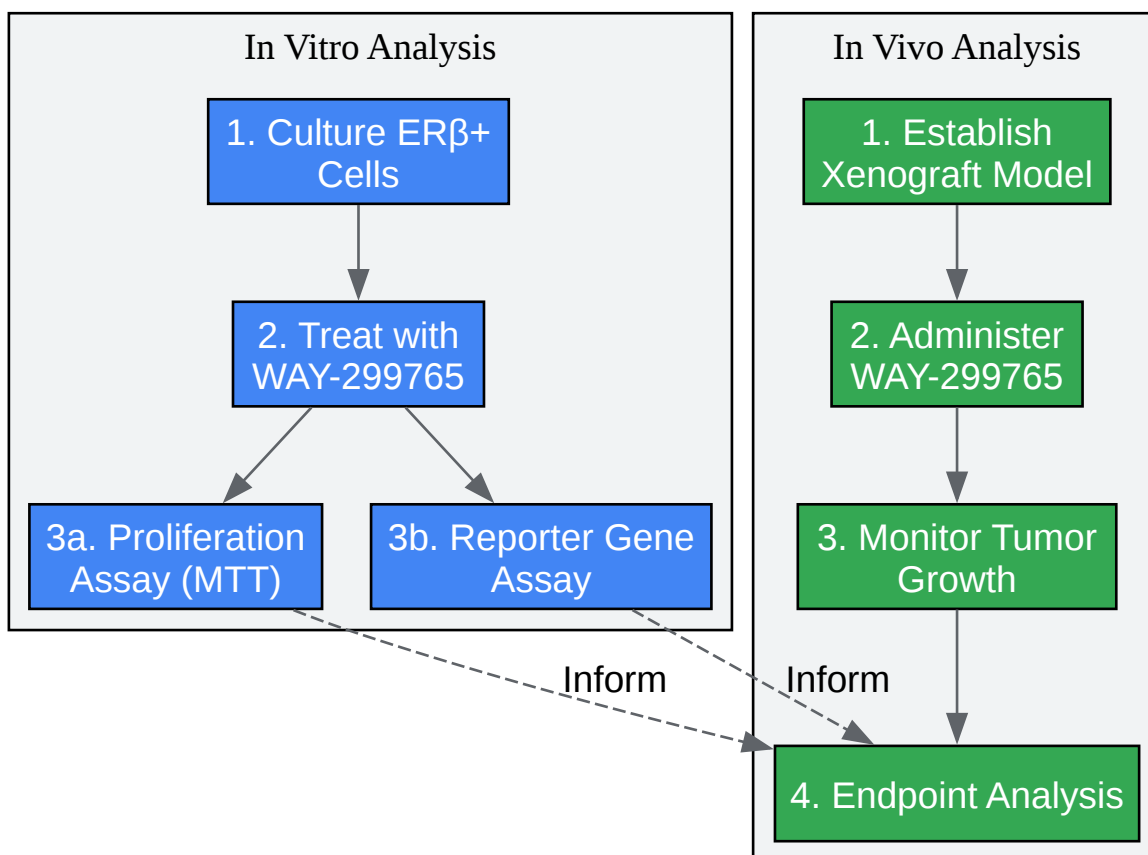 In Vitro Analysis
1. Culture ERβ+
Cells
2. Treat with
WAY-299765
3a. Proliferation
Assay (MTT)
3b. Reporter Gene
Assay
Inform
Inform
In Vivo Analysis
1. Establish
Xenograft Model
2. Administer
WAY-299765
3. Monitor Tumor
Growth
4. Endpoint Analysis